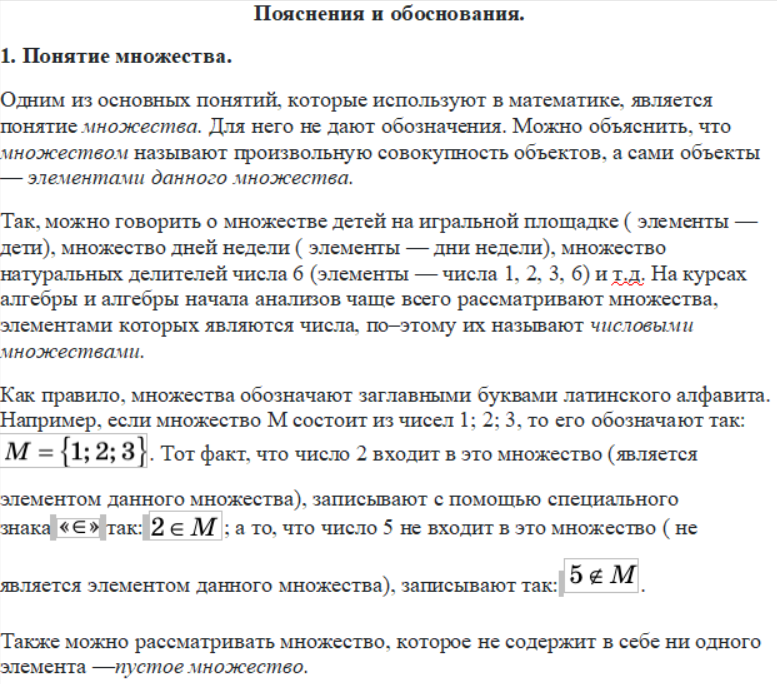 Пояснения и обоснования.
1. Понятие множества.
Одним из основных понятий, которые используют в математике, является
понятие множества. Для него не дают обозначения. Можно объяснить, что
множеством называют произвольную совокупность объектов, а сами объекты
— элементами данного множества.
Так, можно говорить о множестве детей на игральной площадке ( элементы —
дети), множество дней недели ( элементы — дни недели), множество
натуральных делителей числа 6 (элементы — числа 1, 2, 3, 6) и т.д. На курсах
алгебры и алгебры начала анализов чаще всего рассматривают множества,
элементами которых являются числа, по–этому их называют числовыми
множествами.
Как правило, множества обозначают заглавными буквами латинского алфавита.
Например, если множество М состоит из чисел 1; 2; 3, то его обозначают так:
M = {1; 2; 3}. Тот факт, что число 2 входит в это множество (является
элементом данного множества), записывают с помощью специального
знака «∈» так: 2 ∈ M ; а то, что число 5 не входит в это множество ( не
является элементом данного множества), записывают так: 5 ∉ M .
Также можно рассматривать множество, которое не содержит в себе ни одного
элемента —пустое множество.